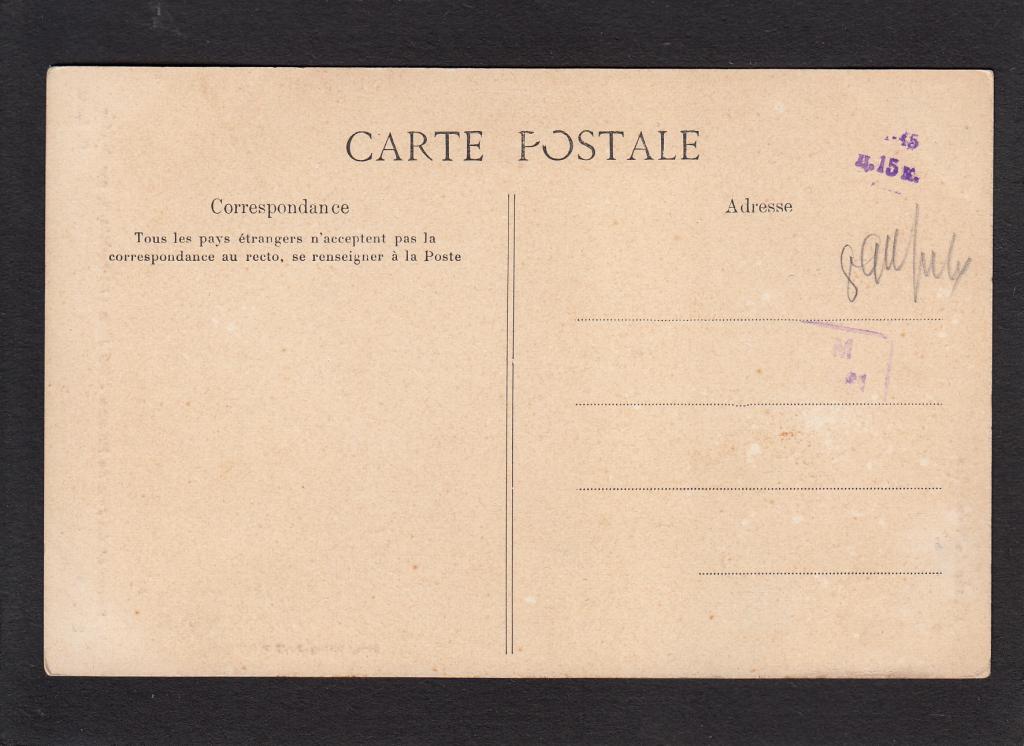 CARTE POSTALE
-15
ц.15к.
Correspondance
Tous les pays étrangers n'acceptent pas la
correspondance au recto, se renseigner à la Poste
Adresse
М